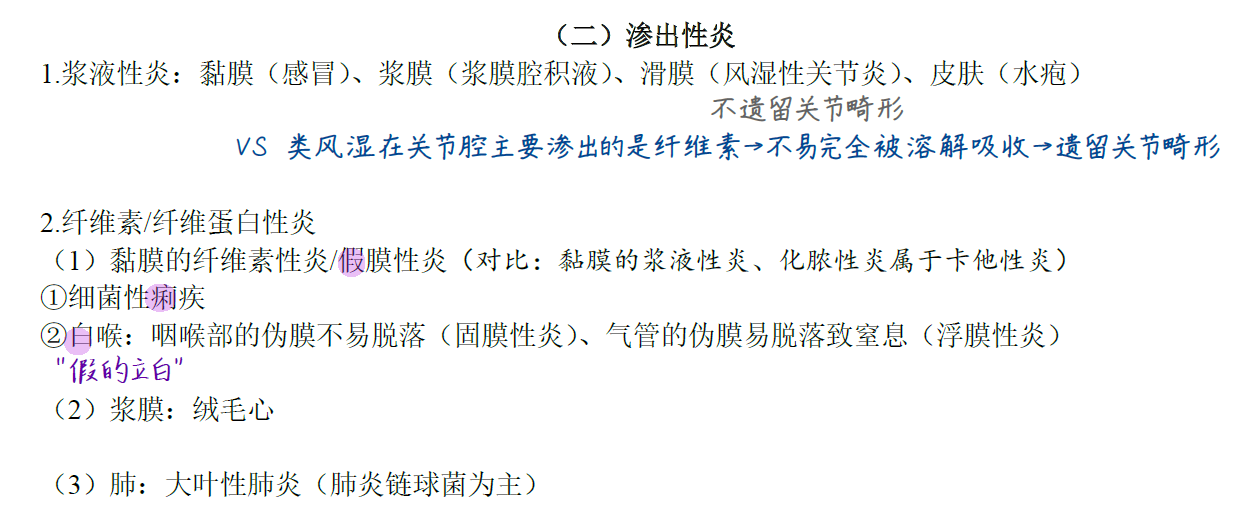 （二）渗出性炎
1.浆液性炎：黏膜（感冒）、浆膜（浆膜腔积液）、滑膜（风湿性关节炎）、皮肤（水疱）
不遗留关节畸形
VS 类风湿在关节腔主要渗出的是纤维素→不易完全被溶解吸收→遗留关节畸形
2.纤维素/纤维蛋白性炎
（1）黏膜的纤维素性炎/假膜性炎（对比：黏膜的浆液性炎、化脓性炎属于卡他性炎）
①细菌性痢疾
②白喉：咽喉部的伪膜不易脱落（固膜性炎）、气管的伪膜易脱落致窒息（浮膜性炎）
"假的立白"
（2）浆膜：绒毛心
（3）肺：大叶性肺炎（肺炎链球菌为主）